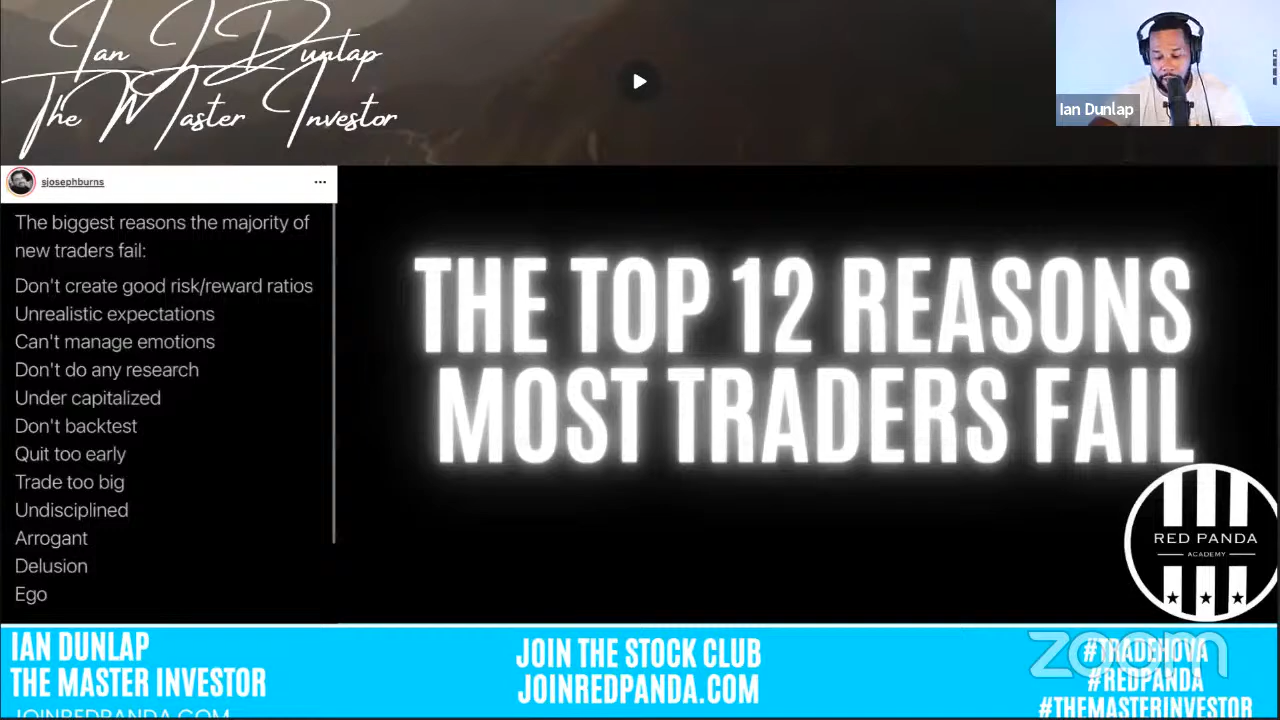 Ian J Dunlap
The Master Investor
Ian Dunlap
sjosephburns
The biggest reasons the majority of
new traders fail:
Don't create good risk/reward ratios
Unrealistic expectations
Can't manage emotions
Don't do any research
Under capitalized
Don't backtest
Quit too early
Trade too big
Undisciplined
Arrogant
Delusion
Ego
THE TOP 12 REASONS
MOST TRADERS FAIL
RED PANDA
ACADEMY
IAN DUNLAP
THE MASTER INVESTOR
JOINREDPANDA.COM
JOIN THE STOCK CLUB
JOINREDPANDA.COM
zoom
#TRADEHOVA
#REDPANDA
#THEMASTERINVESTOR